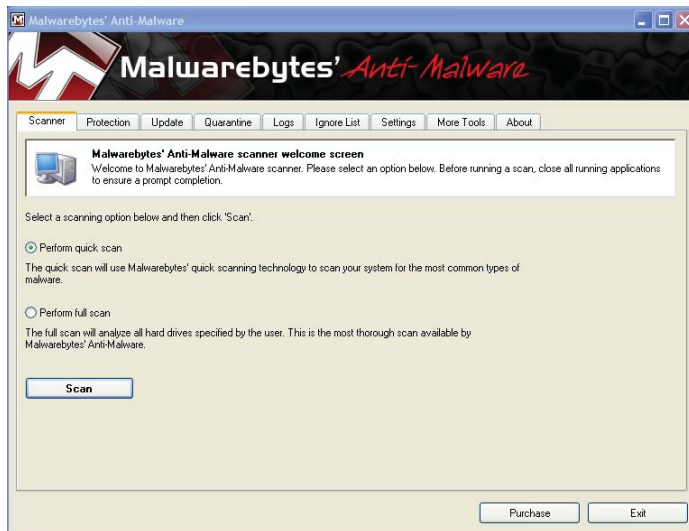 Malwarebytes' Anti-Malware
Malwarebytes' Anti-Malware
Scanner Protection Update Quarantine Logs Ignore List Settings More Tools About
Malwarebytes' Anti-Malware scanner welcome screen
Welcome to Malwarebytes' Anti-Malware scanner. Please select an option below. Before running a scan, close all running applications
to ensure a prompt completion.
Select a scanning option below and then click 'Scan'.
Perform quick scan
The quick scan will use Malwarebytes' quick scanning technology to scan your system for the most common types of
malware.
Perform full scan
The full scan will analyze all hard drives specified by the user. This is the most thorough scan available by
Malwarebytes' Anti-Malware.
Scan
Purchase Exit